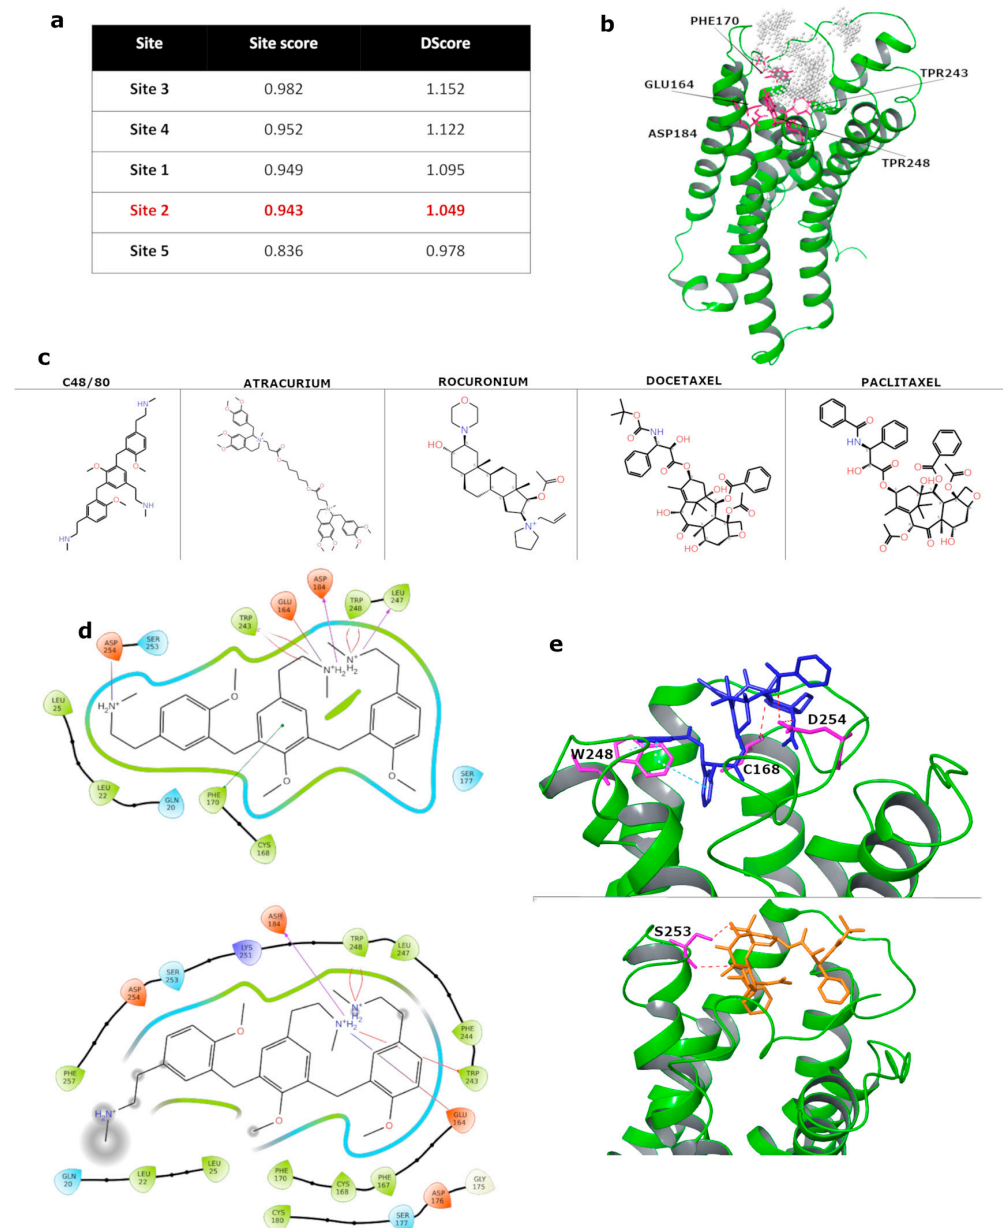 a
Site Site score DScore
Site 3 0.982 1.152
Site 4 0.952 1.122
Site 1 0.949 1.095
Site 2 0.943 1.049
Site 5 0.836 0.978
b
PHE170
GLU164
ASP184
TPR243
TPR248
c
C48/80 ATRACURIUM ROCURONIUM DOCETAXEL PACLITAXEL
d
ASP 184
GLU 164
TRP 243
TRP 248
LEU 247
ASP 254
SER 253
LEU 25
LEU 22
GLN 20
PHE 170
CYS 168
SER 177
ASP 184
LYS 251
TRP 248
LEU 247
SER 253
ASP 254
PHE 257
PHE 244
TRP 243
GLU 164
GLN 20
LEU 22
LEU 25
PHE 170
CYS 168
PHE 167
CYS 180
SER 177
ASP 176
GLY 175
e
W248
D254
C168
S253